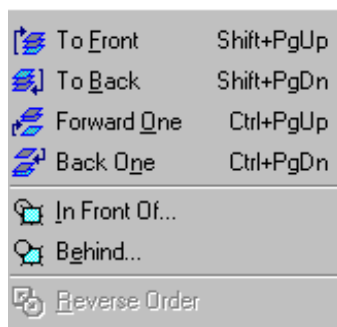 To Front Shift+PgUp
To Back Shift+PgDn
Forward One Ctrl+PgUp
Back One Ctrl+PgDn
In Front Of...
Behind...
Reverse Order